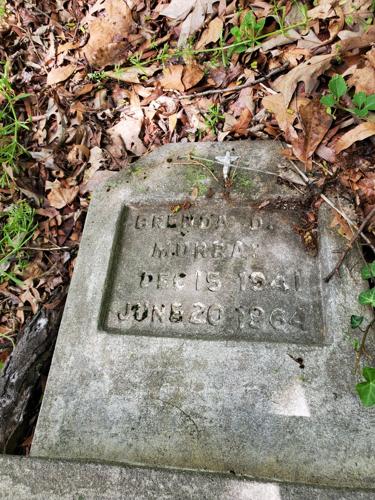 BRENDA D.
MURRAY
DEC 15 1941
JUNE 20 1964